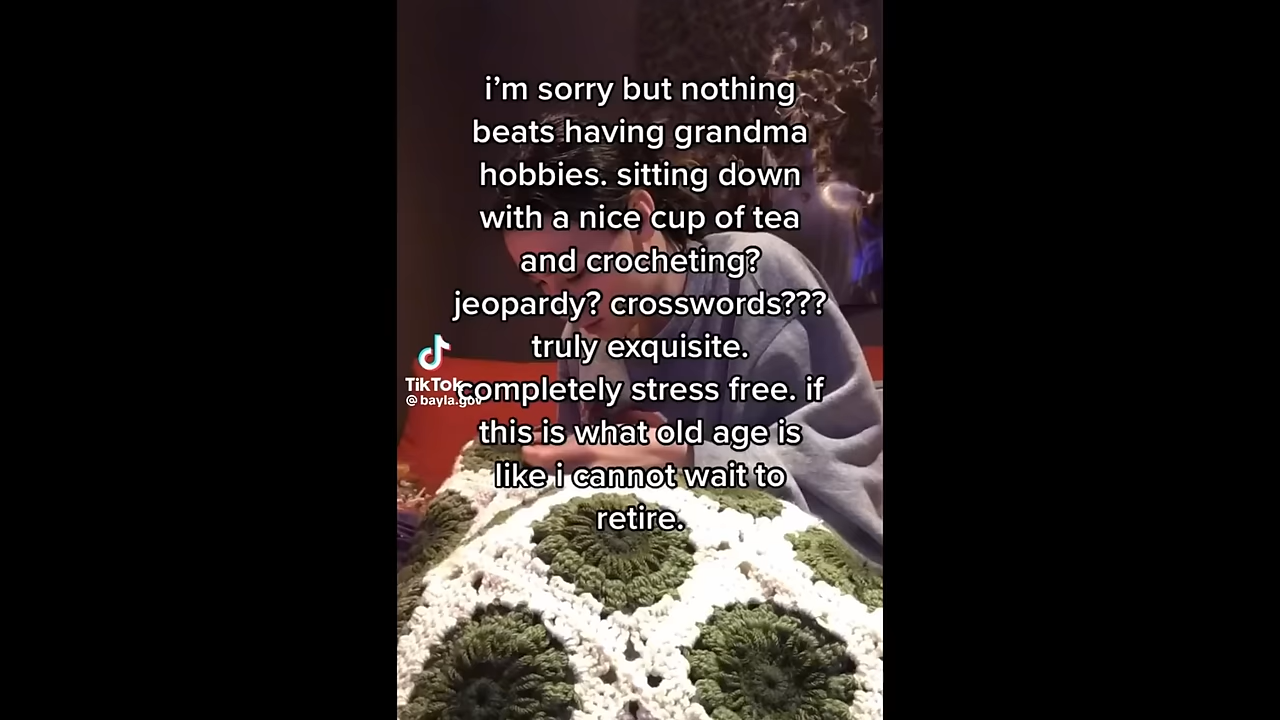 i'm sorry but nothing
beats having grandma
hobbies. sitting down
with a nice cup of tea
and crocheting?
jeopardy? crosswords???
truly exquisite.
completely stress free. if
this is what old age is
like i cannot wait to
retire.
TikTok
@bayla.gov